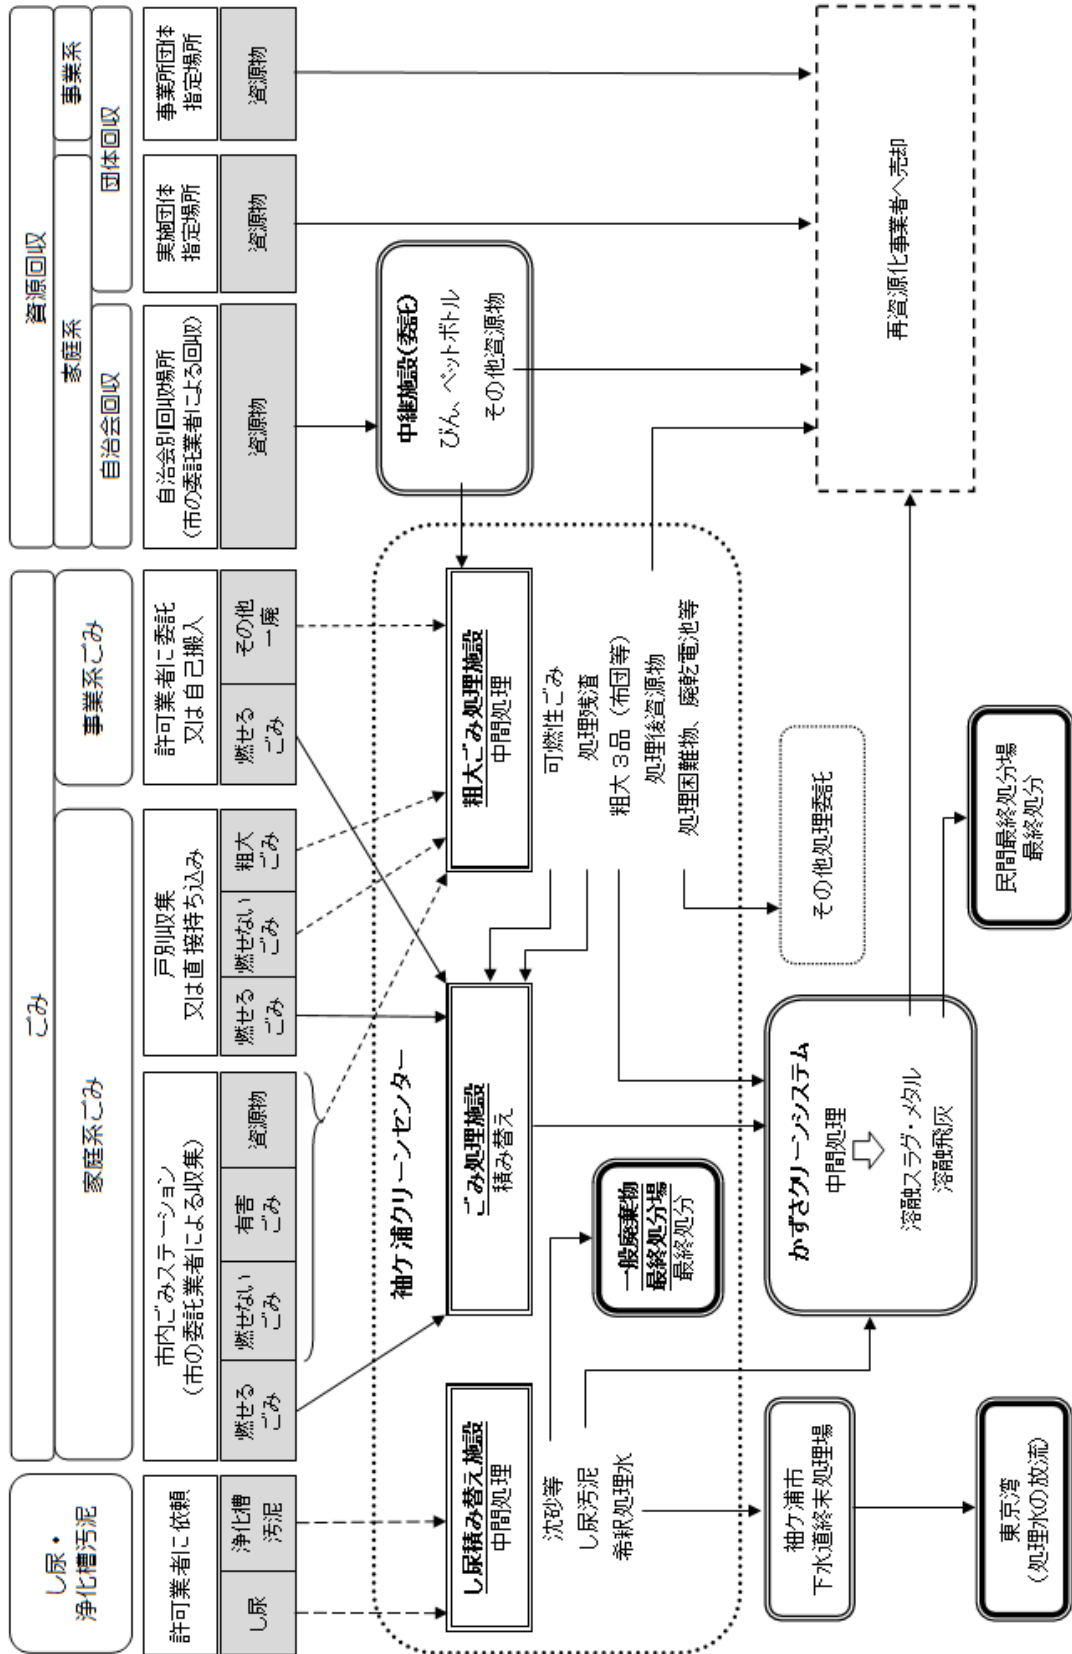 し尿・
浄化槽汚泥
ごみ
資源回収
家庭系ごみ
事業系ごみ
家庭系
事業系
自治会回収
団体回収
許可業者に依頼
市内ごみステーション
（市の委託業者による収集）
戸別収集
又は直接持ち込み
許可業者に委託
又は自己搬入
自治会別回収場所
（市の委託業者による回収）
実施団体
指定場所
事業所団体
指定場所
し尿
浄化槽
汚泥
燃せる
ごみ
燃せない
ごみ
有害
ごみ
資源物
燃せる
ごみ
燃せない
ごみ
粗大
ごみ
燃せる
ごみ
その他
一廃
資源物
資源物
資源物
袖ケ浦クリーンセンター
中継施設（委託）
びん、ペットボトル
その他資源物
し尿積み替え施設
中間処理
ごみ処理施設
積み替え
粗大ごみ処理施設
中間処理
沈砂等
し尿汚泥
希釈処理水
可燃性ごみ
処理残渣
粗大３品（布団等）
処理後資源物
処理困難物、廃乾電池等
一般廃棄物
最終処分場
最終処分
袖ケ浦市
下水道終末処理場
かずさクリーンシステム
中間処理
溶融スラグ・メタル
溶融飛灰
その他処理委託
再資源化事業者へ売却
東京湾
（処理水の放流）
民間最終処分場
最終処分